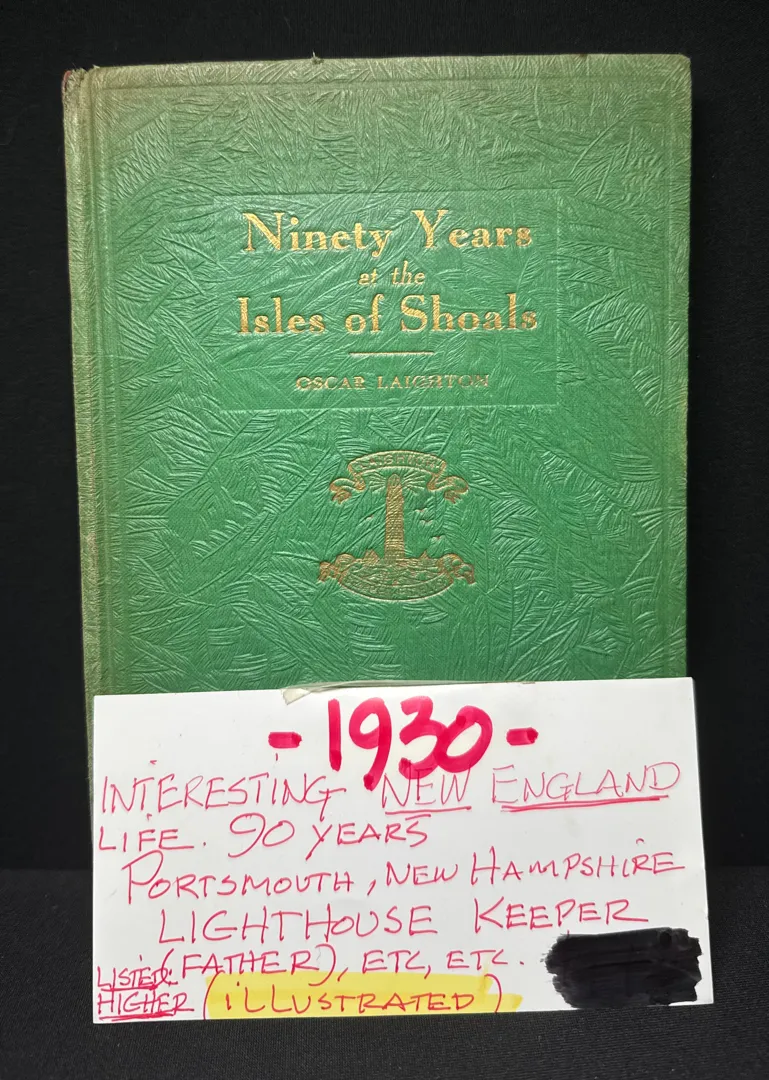 Ninety Years
at the
Isles of Shoals
OSCAR LAIGHTON
- 1930 -
INTERESTING NEW ENGLAND
LIFE. 90 YEARS
PORTSMOUTH, NEW HAMPSHIRE
LIGHTHOUSE KEEPER
(FATHER), ETC, ETC.
LISTED:
HIGHER (iLLUSTRATED)